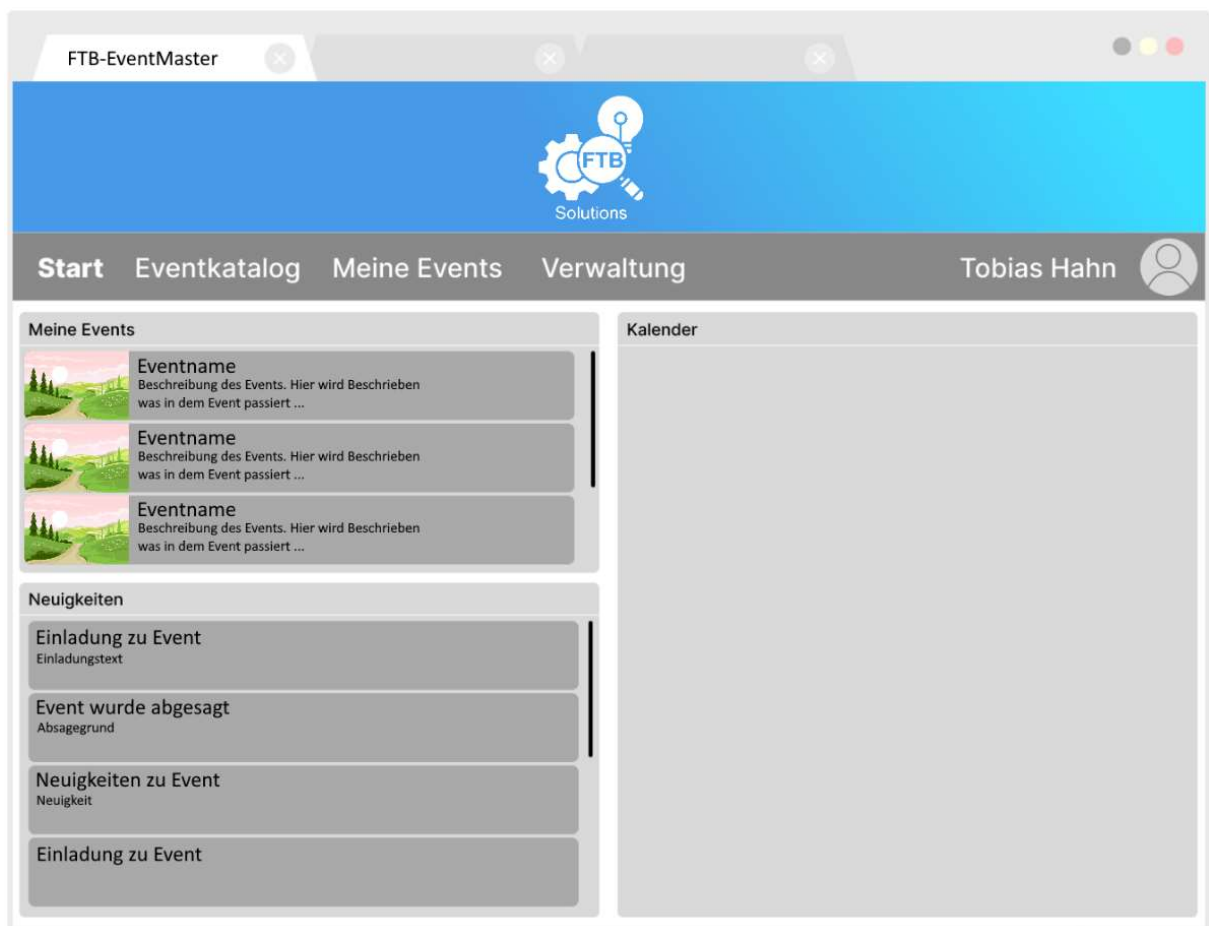 FTB-EventMaster
FTB
Solutions
Start Eventkatalog Meine Events Verwaltung Tobias Hahn
Meine Events
Eventname
Beschreibung des Events. Hier wird Beschrieben
was in dem Event passiert ...
Eventname
Beschreibung des Events. Hier wird Beschrieben
was in dem Event passiert ...
Eventname
Beschreibung des Events. Hier wird Beschrieben
was in dem Event passiert ...
Neuigkeiten
Einladung zu Event
Einladungstext
Event wurde abgesagt
Absagegrund
Neuigkeiten zu Event
Neuigkeit
Einladung zu Event
Kalender